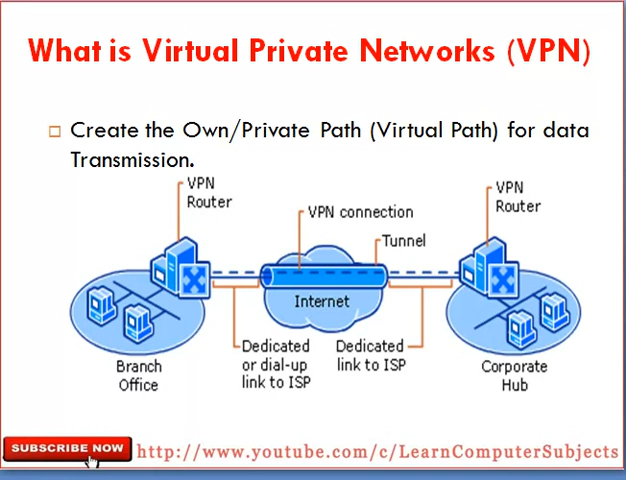 What is Virtual Private Networks (VPN)
Create the Own/Private Path (Virtual Path) for data
Transmission.
VPN
Router
VPN connection
Tunnel
VPN
Router
Internet
Dedicated
or dial-up
link to ISP
Dedicated
link to ISP
Branch
Office
Corporate
Hub
SUBSCRIBE NOW
http://www.youtube.com/c/LearnComputerSubjects